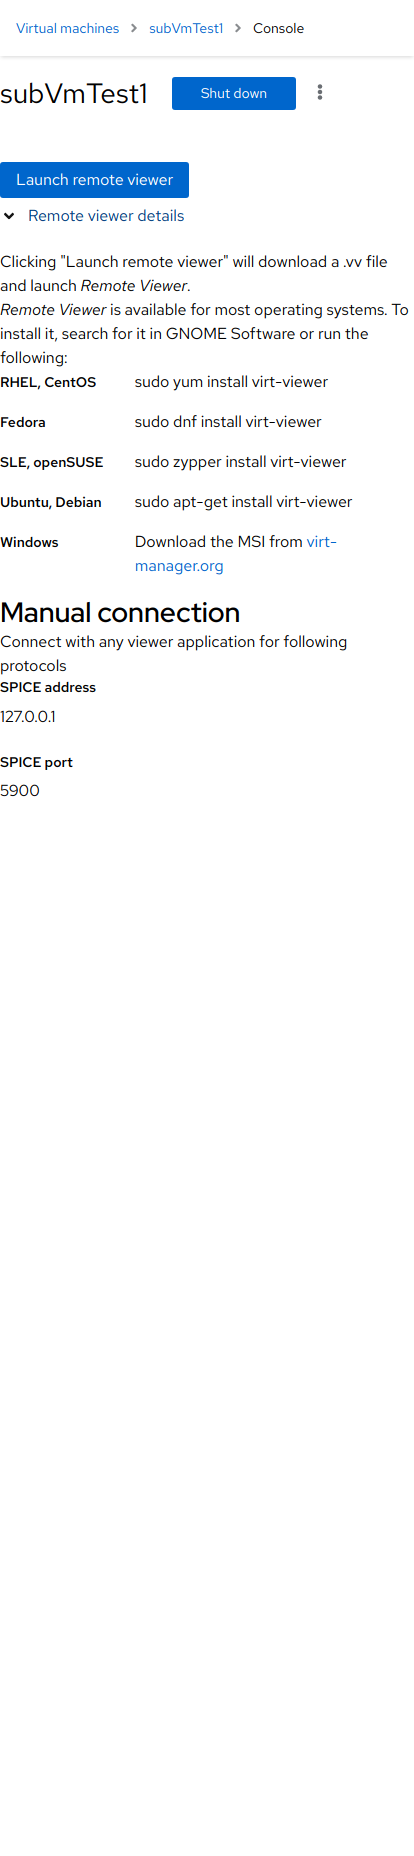 Virtual machines > subVmTest1 > Console
subVmTest1 Shut down
Launch remote viewer
Remote viewer details
Clicking "Launch remote viewer" will download a .vv file
and launch Remote Viewer.
Remote Viewer is available for most operating systems. To
install it, search for it in GNOME Software or run the
following:
RHEL, CentOS sudo yum install virt-viewer
Fedora sudo dnf install virt-viewer
SLE, openSUSE sudo zypper install virt-viewer
Ubuntu, Debian sudo apt-get install virt-viewer
Windows Download the MSI from virt-
manager.org
Manual connection
Connect with any viewer application for following
protocols
SPICE address
127.0.0.1
SPICE port
5900